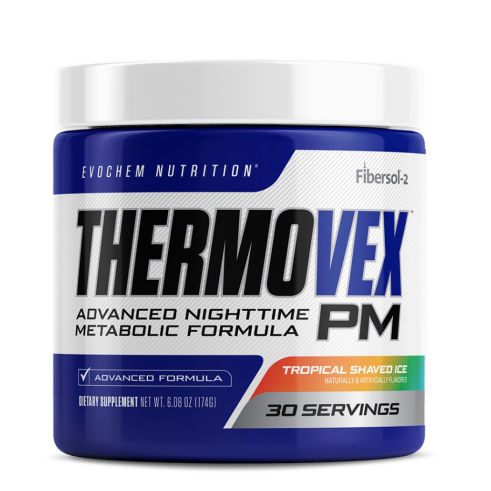 EVOCHEM NUTRITION®
Fibersol-2
THERMOVEX™
ADVANCED NIGHTTIME
METABOLIC FORMULA
PM
TROPICAL SHAVED ICE
NATURALLY & ARTIFICIALLY FLAVORED
ADVANCED FORMULA
DIETARY SUPPLEMENT NET WT. 6.08 OZ (174G)
30 SERVINGS